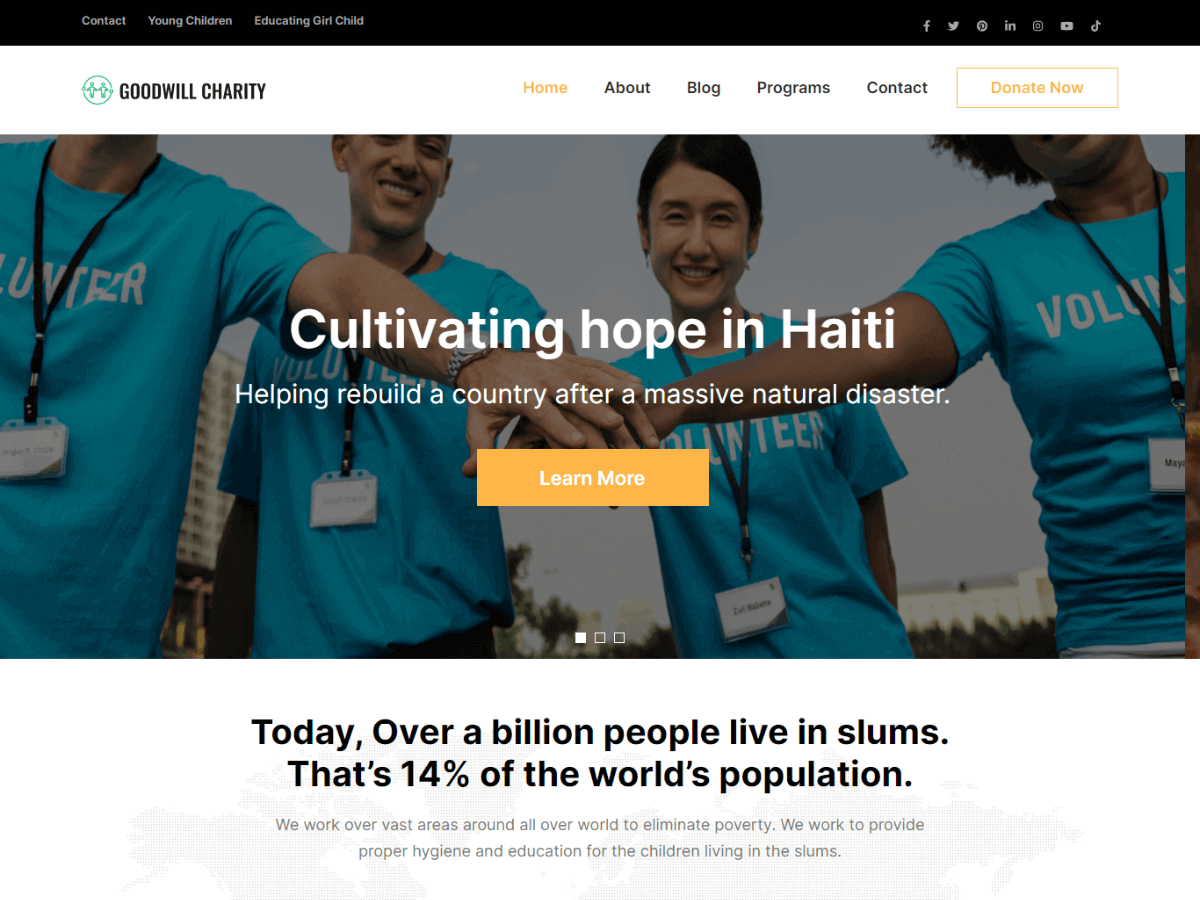 Contact Young Children Educating Girl Child
GOODWILL CHARITY
Home About Blog Programs Contact Donate Now
VOLUNTEER
VOLUNTEER
Cultivating hope in Haiti
Helping rebuild a country after a massive natural disaster.
VOLUNTEER
Learn More
Maya
Today, Over a billion people live in slums.
That’s 14% of the world’s population.
We work over vast areas around all over world to eliminate poverty. We work to provide
proper hygiene and education for the children living in the slums.